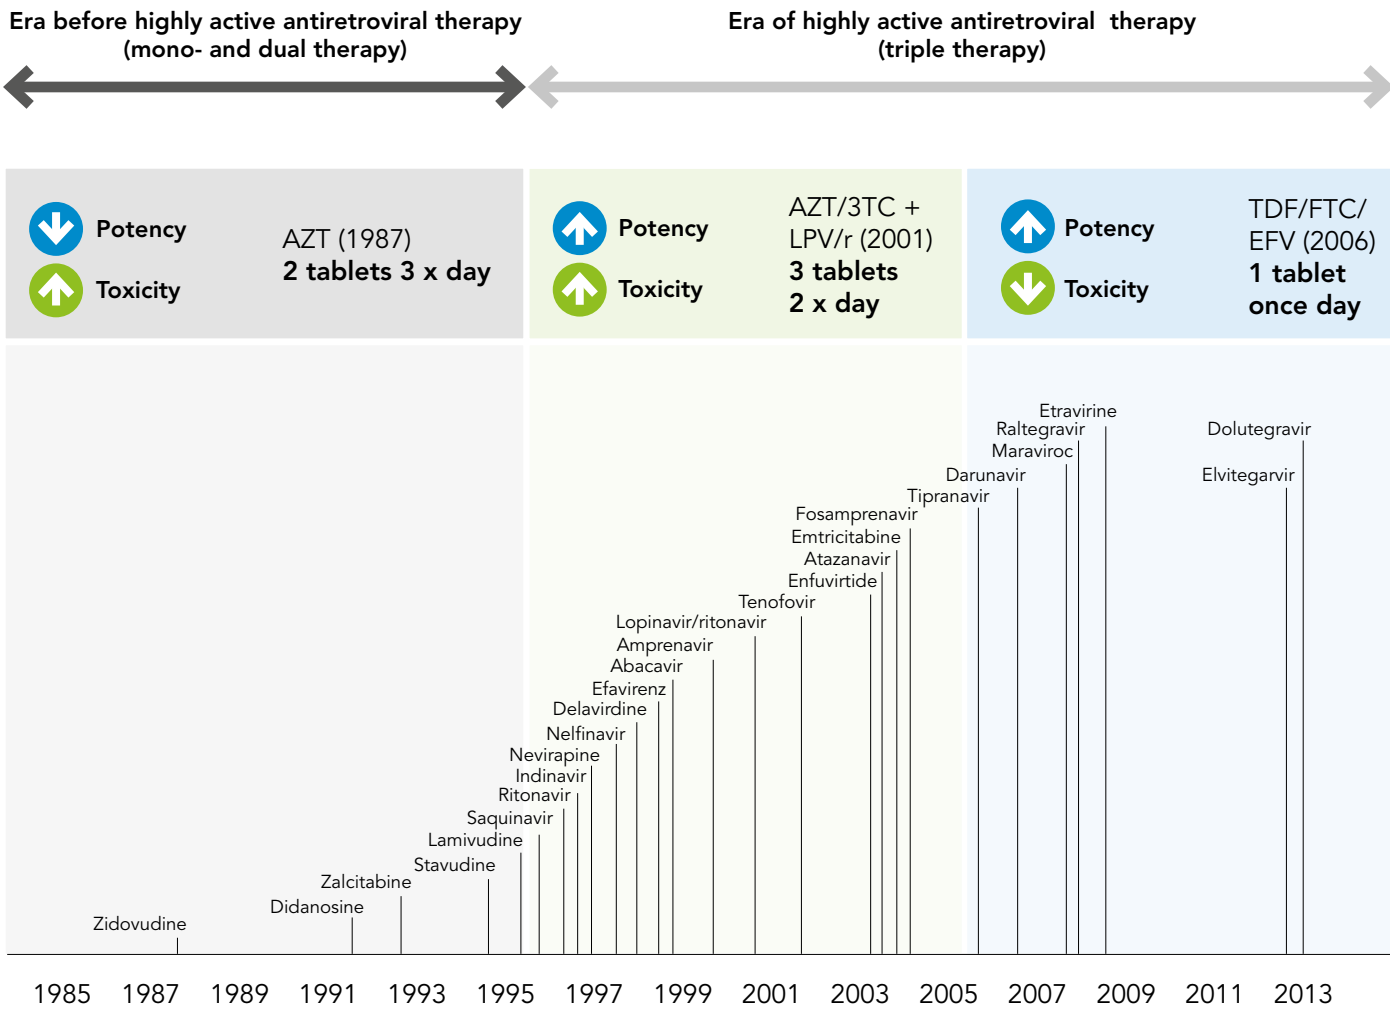 Era before highly active antiretroviral therapy
(mono- and dual therapy)
Era of highly active antiretroviral therapy
(triple therapy)
Potency
Toxicity
AZT (1987)
2 tablets 3 x day
Potency
Toxicity
AZT/3TC +
LPV/r (2001)
3 tablets
2 x day
Potency
Toxicity
TDF/FTC/
EFV (2006)
1 tablet
once day
Etravirine
Raltegravir
Dolutegravir
Maraviroc
Darunavir
Elvitegarvir
Tipranavir
Fosamprenavir
Emtricitabine
Atazanavir
Enfuvirtide
Tenofovir
Lopinavir/ritonavir
Amprenavir
Abacavir
Efavirenz
Delavirdine
Nelfinavir
Nevirapine
Indinavir
Ritonavir
Saquinavir
Lamivudine
Stavudine
Zalcitabine
Didanosine
Zidovudine
1985 1987 1989 1991 1993 1995 1997 1999 2001 2003 2005 2007 2009 2011 2013